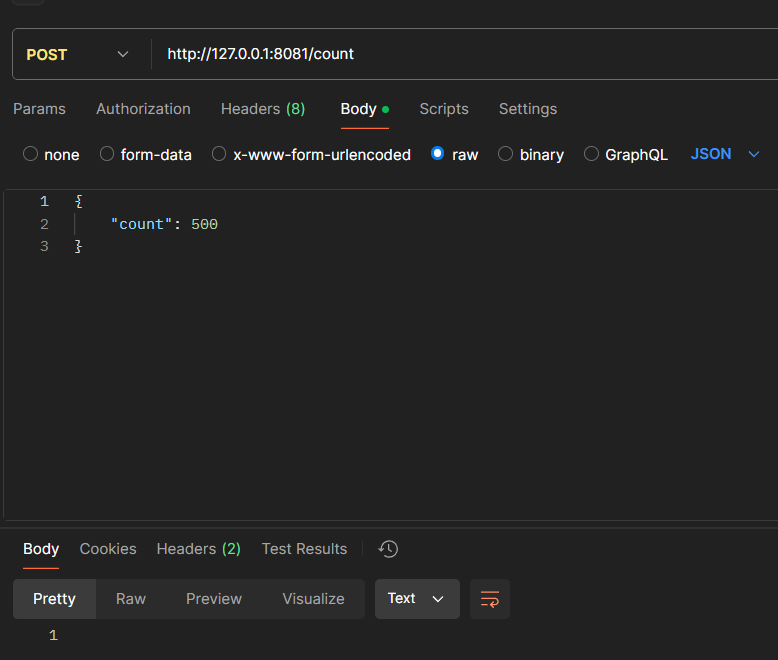 POST http://127.0.0.1:8081/count
Params Authorization Headers (8) Body Scripts Settings
none form-data x-www-form-urlencoded raw binary GraphQL JSON
1 {
2 "count": 500
3 }
Body Cookies Headers (2) Test Results
Pretty Raw Preview Visualize Text
1